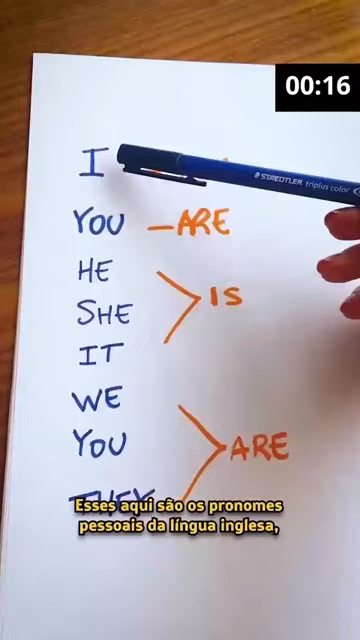 00:16
I
STAEDTLER triplus color
YOU — ARE
HE
SHE
IS
IT
WE
YOU
ARE
THEY
Esses aqui são os pronomes
pessoais da língua inglesa,